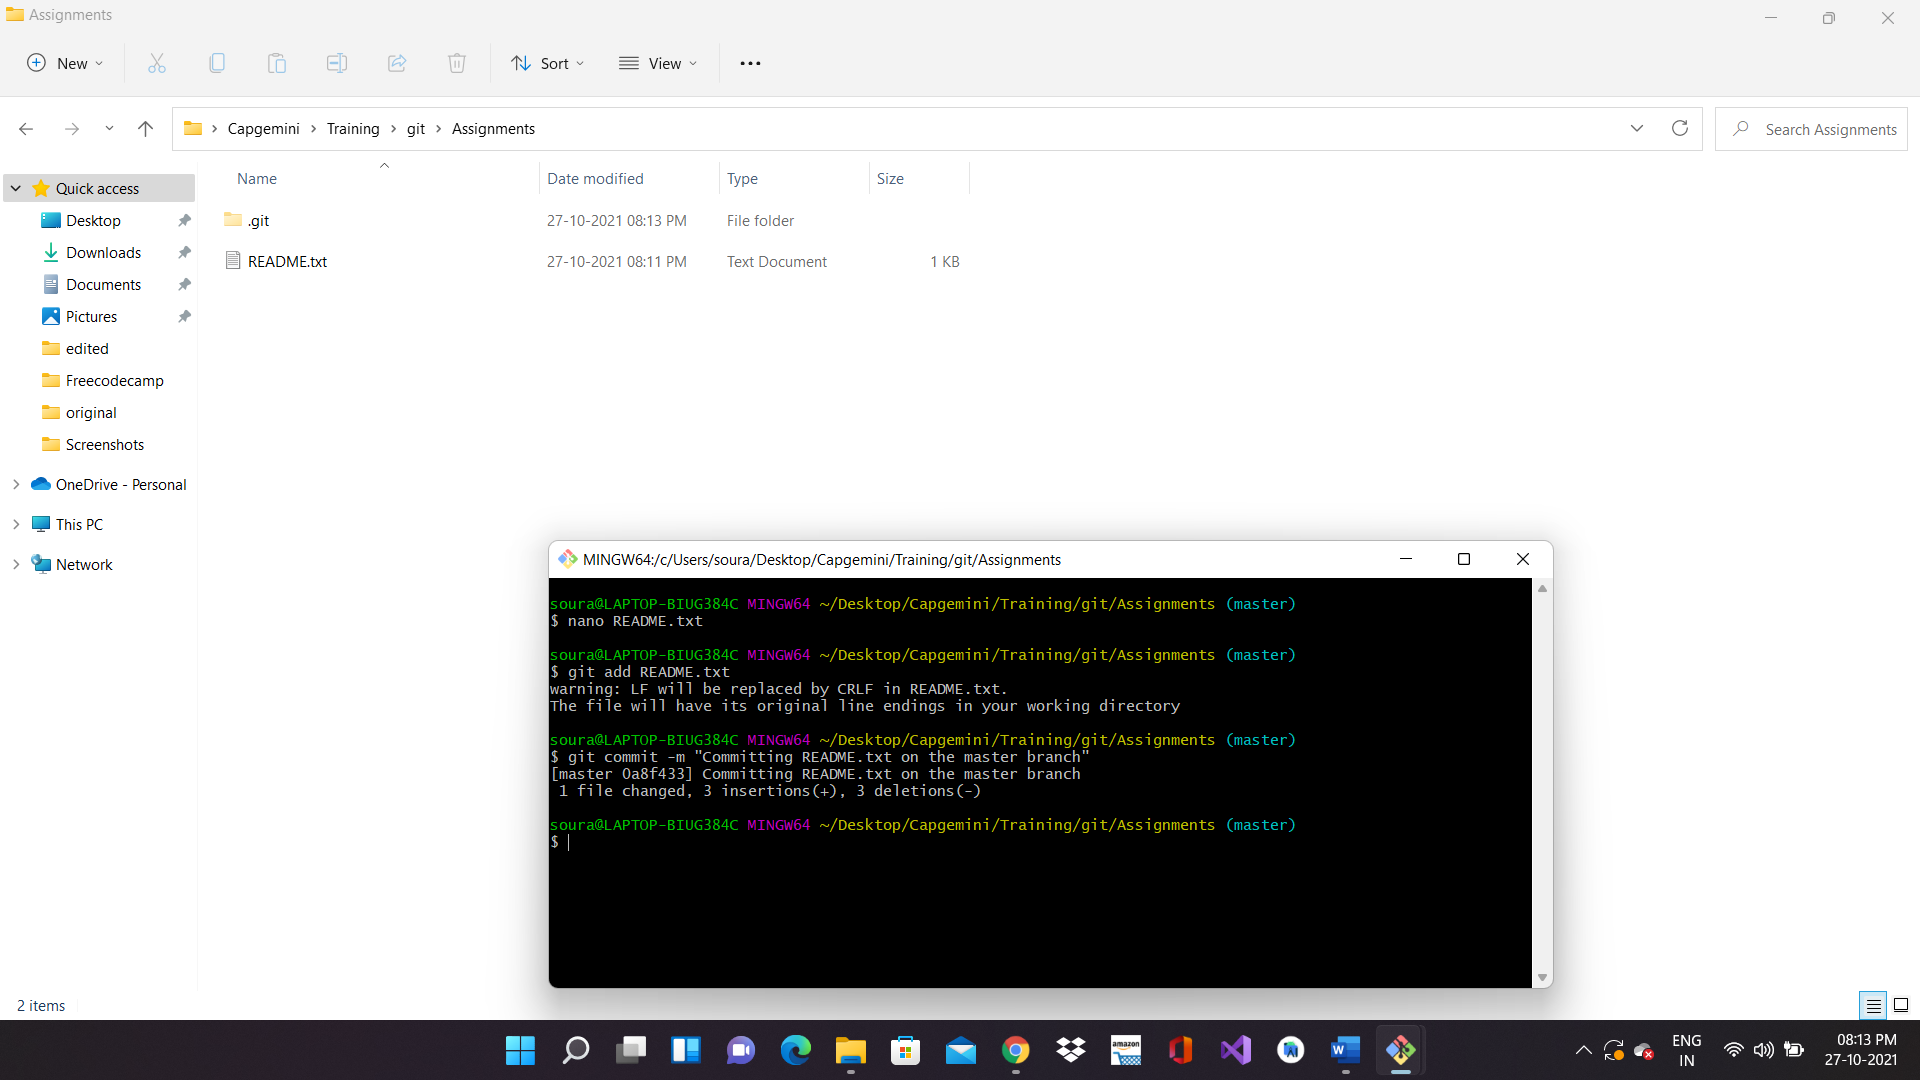 Assignments
New
Sort
View
Capgemini
Training
git
Assignments
Search Assignments
Name
Date modified
Type
Size
Quick access
Desktop
Downloads
Documents
Pictures
edited
Freecodecamp
original
Screenshots
OneDrive - Personal
This PC
Network
.git
27-10-2021 08:13 PM
File folder
README.txt
27-10-2021 08:11 PM
Text Document
1 KB
MINGW64:/c/Users/soura/Desktop/Capgemini/Training/git/Assignments
soura@LAPTOP-BIUG384C MINGW64 ~/Desktop/Capgemini/Training/git/Assignments (master)
$ nano README.txt
soura@LAPTOP-BIUG384C MINGW64 ~/Desktop/Capgemini/Training/git/Assignments (master)
$ git add README.txt
warning: LF will be replaced by CRLF in README.txt.
The file will have its original line endings in your working directory
soura@LAPTOP-BIUG384C MINGW64 ~/Desktop/Capgemini/Training/git/Assignments (master)
$ git commit -m "Committing README.txt on the master branch"
[master 0a8f433] Committing README.txt on the master branch
1 file changed, 3 insertions(+), 3 deletions(-)
soura@LAPTOP-BIUG384C MINGW64 ~/Desktop/Capgemini/Training/git/Assignments (master)
$
2 items
amazon
ENG
IN
08:13 PM
27-10-2021